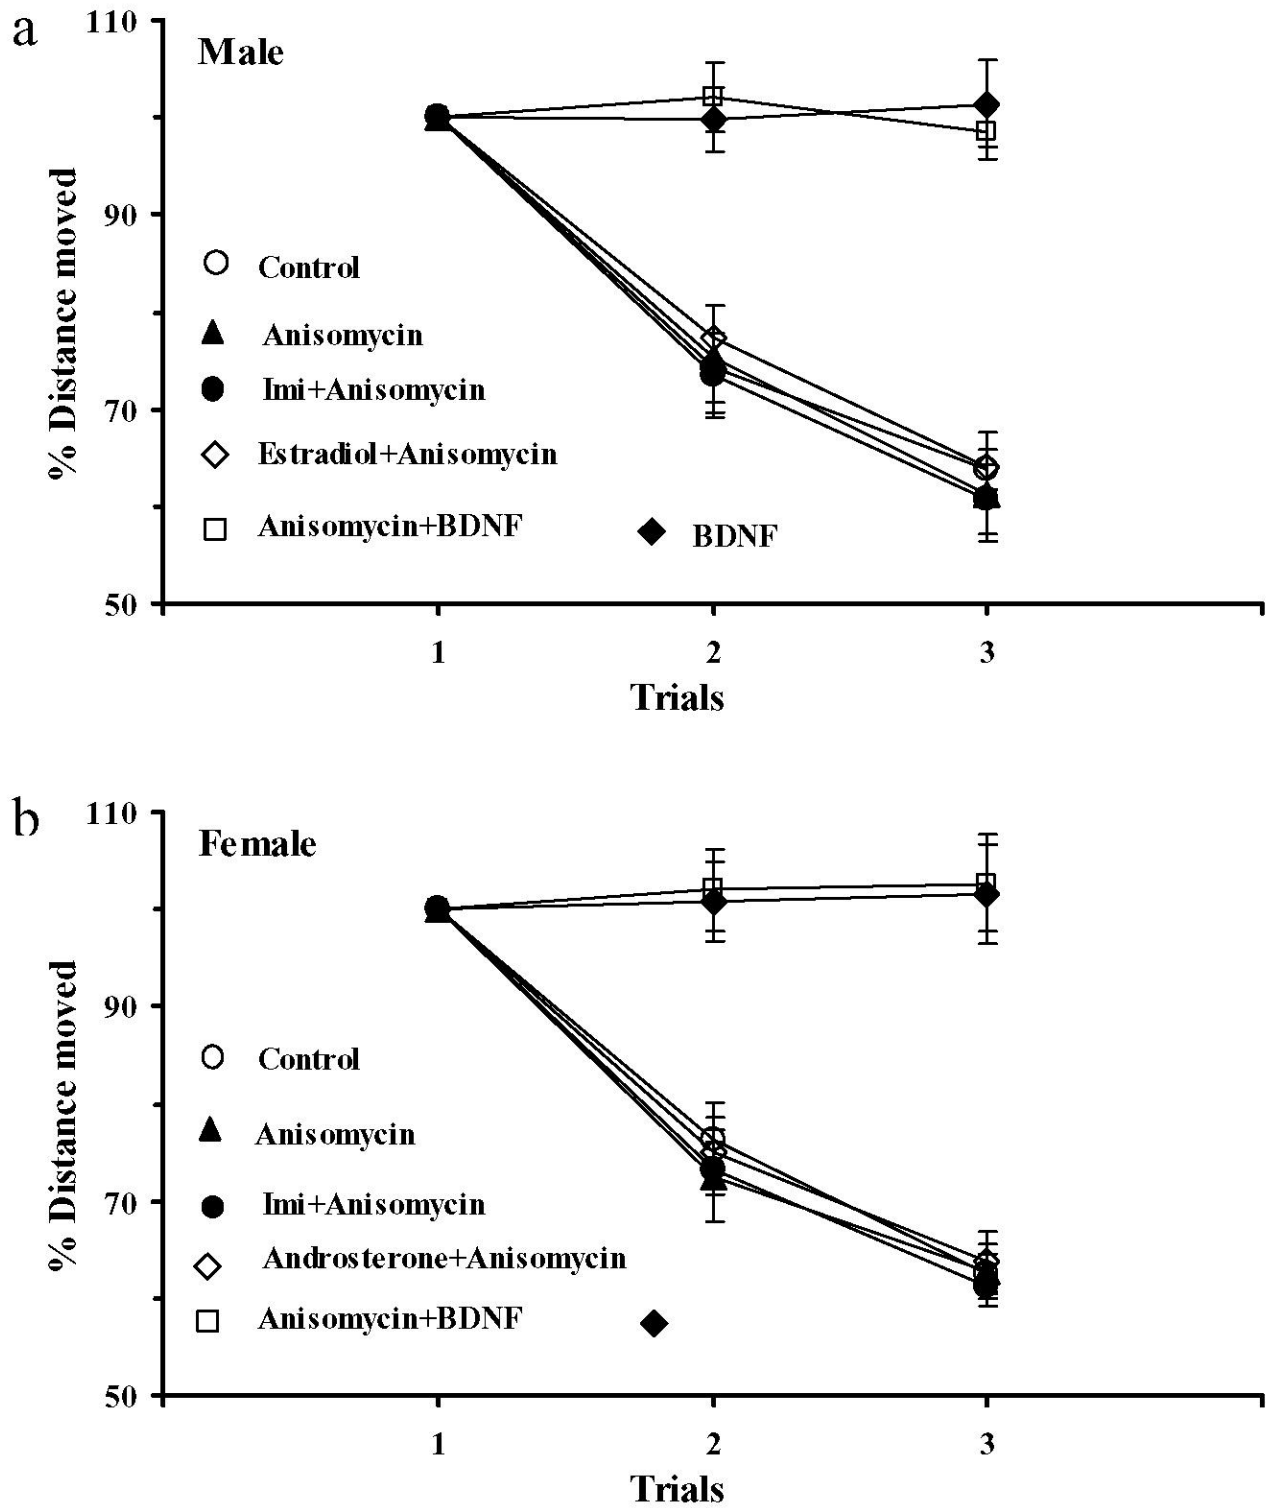 a
110
Male
90
Control
Anisomycin
Imi+Anisomycin
70
Estradiol+Anisomycin
Anisomycin+BDNF
BDNF
50
% Distance moved
1 2 3
Trials
b
110
Female
90
Control
Anisomycin
70
Imi+Anisomycin
Androsterone+Anisomycin
Anisomycin+BDNF
50
% Distance moved
1 2 3
Trials